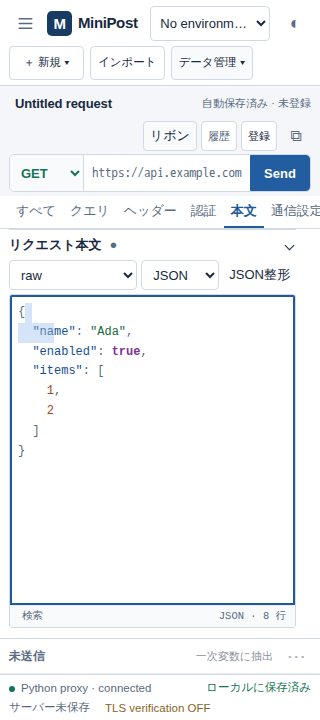 M MiniPost No environm…
+ 新規 ▾ インポート データ管理 ▾
Untitled request 自動保存済み · 未登録
リボン 履歴 登録
GET https://api.example.com Send
すべて クエリ ヘッダー 認証 本文 通信設定
リクエスト本文
raw JSON JSON整形
{
"name": "Ada",
"enabled": true,
"items": [
1,
2
]
}
検索 JSON · 8 行
未送信 一次変数に抽出 ···
Python proxy · connected ローカルに保存済み
サーバー未保存 TLS verification OFF